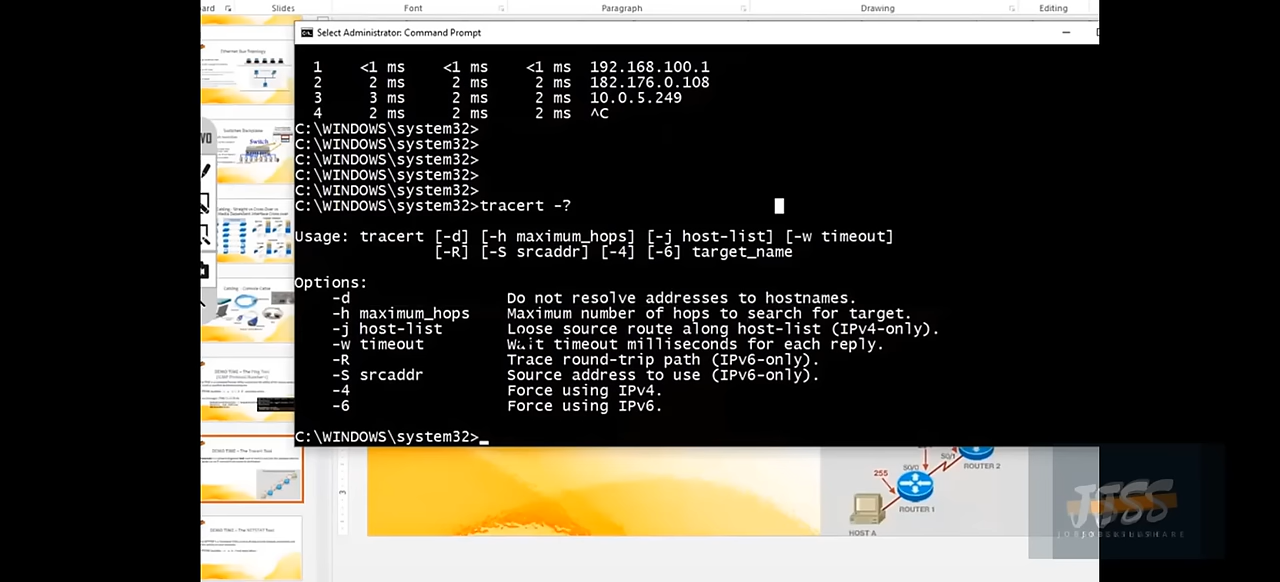 Slides
Font
Paragraph
Drawing
Editing
Select Administrator: Command Prompt
1 <1 ms <1 ms <1 ms 192.168.100.1
2 2 ms 2 ms 2 ms 182.176.0.108
3 3 ms 2 ms 2 ms 10.0.5.249
4 2 ms 2 ms 2 ms ^C
C:\WINDOWS\system32>
C:\WINDOWS\system32>
C:\WINDOWS\system32>
C:\WINDOWS\system32>
C:\WINDOWS\system32>
C:\WINDOWS\system32>tracert -?
Usage: tracert [-d] [-h maximum_hops] [-j host-list] [-w timeout]
[-R] [-S srcaddr] [-4] [-6] target_name
Options:
-d Do not resolve addresses to hostnames.
-h maximum_hops Maximum number of hops to search for target.
-j host-list Loose source route along host-list (IPv4-only).
-w timeout Wait timeout milliseconds for each reply.
-R Trace round-trip path (IPv6-only).
-S srcaddr Source address to use (IPv6-only).
-4 Force using IPv4.
-6 Force using IPv6.
C:\WINDOWS\system32>
S0/0
S0/1
255
ROUTER 2
ROUTER 1
HOST A